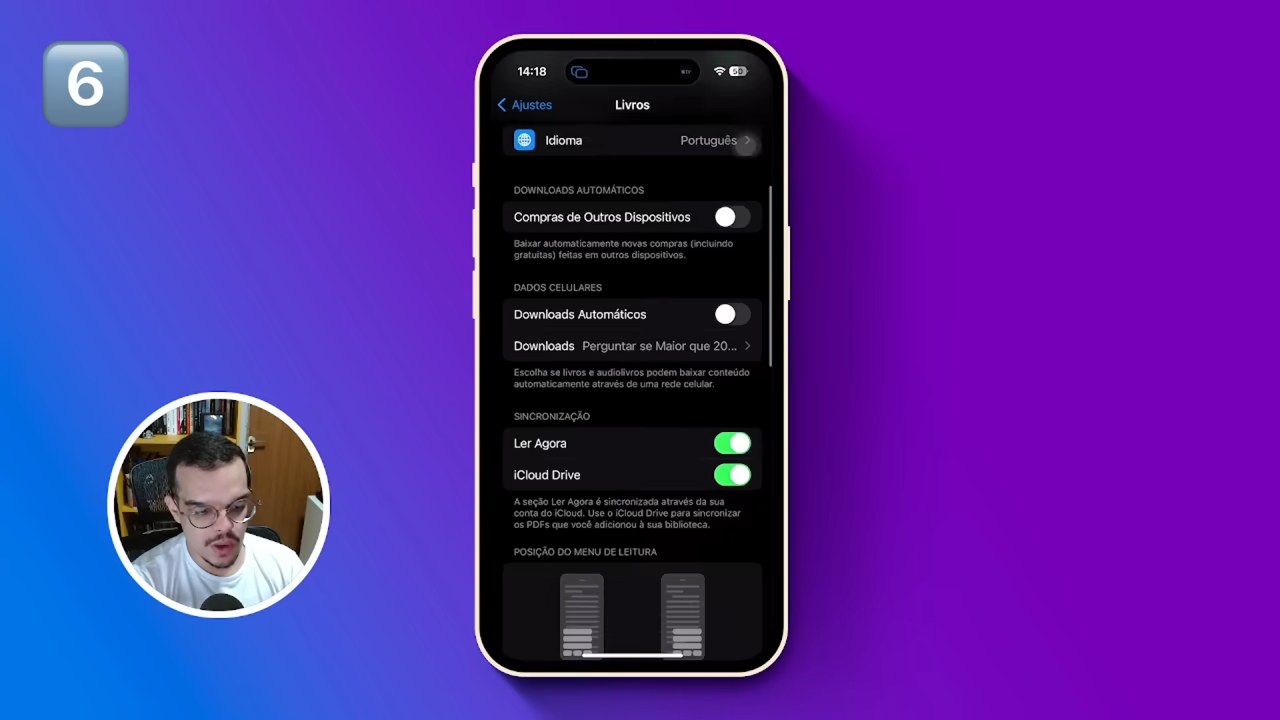 6
14:18
50
Ajustes
Livros
Idioma
Português
DOWNLOADS AUTOMÁTICOS
Compras de Outros Dispositivos
Baixar automaticamente novas compras (incluindo
gratuitas) feitas em outros dispositivos.
DADOS CELULARES
Downloads Automáticos
Downloads Perguntar se Maior que 20...
Escolha se livros e audiolivros podem baixar conteúdo
automaticamente através de uma rede celular.
SINCRONIZAÇÃO
Ler Agora
iCloud Drive
A seção Ler Agora é sincronizada através da sua
conta do iCloud. Use o iCloud Drive para sincronizar
os PDFs que você adicionou à sua biblioteca.
POSIÇÃO DO MENU DE LEITURA